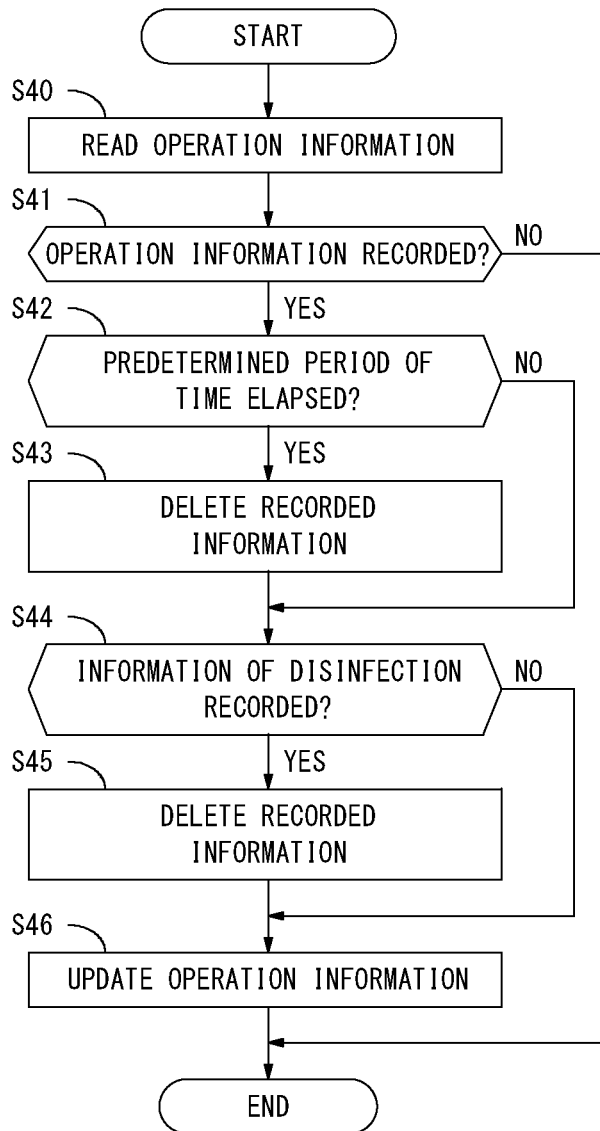 START
S40
READ OPERATION INFORMATION
S41
OPERATION INFORMATION RECORDED?
NO
YES
S42
PREDETERMINED PERIOD OF
TIME ELAPSED?
NO
YES
S43
DELETE RECORDED
INFORMATION
S44
INFORMATION OF DISINFECTION
RECORDED?
NO
YES
S45
DELETE RECORDED
INFORMATION
S46
UPDATE OPERATION INFORMATION
END